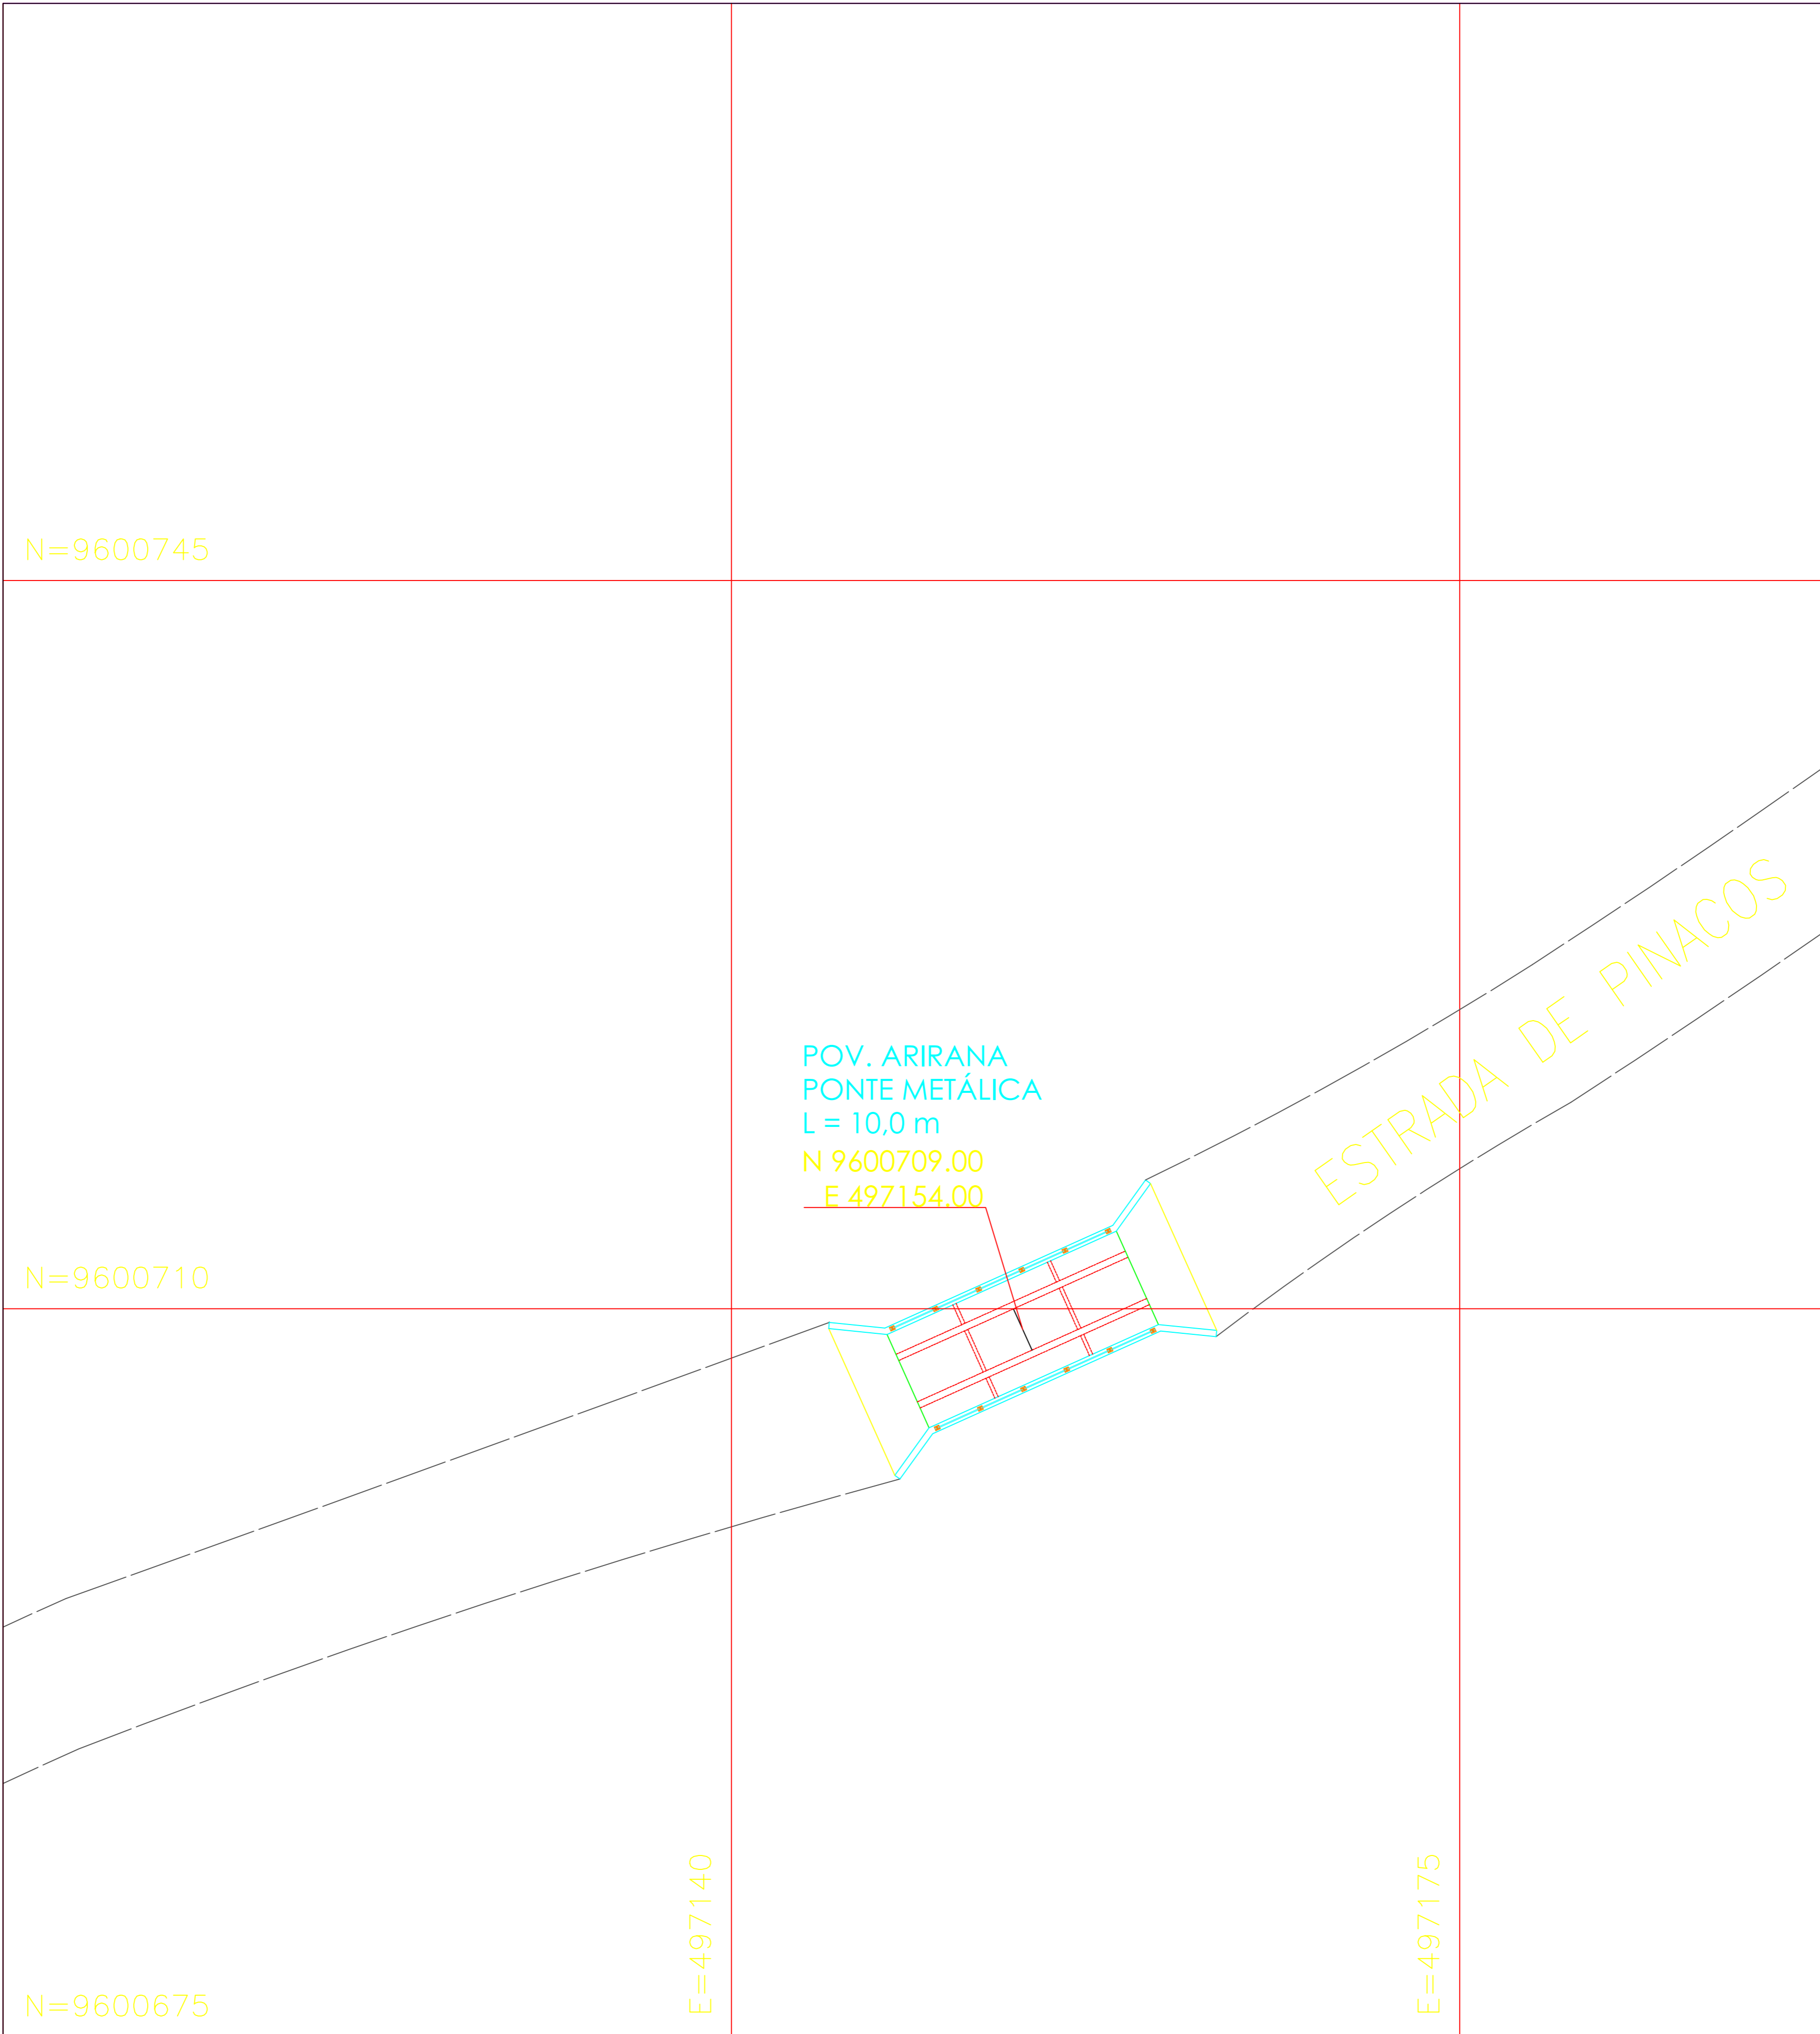 N=9600745
POV. ARIRANA
PONTE METÁLICA
L = 10,0 m
N 9600709.00
E 497154.00
ESTRADA DE PINACOS
N=9600710
E=497140
E=497175
N=9600675